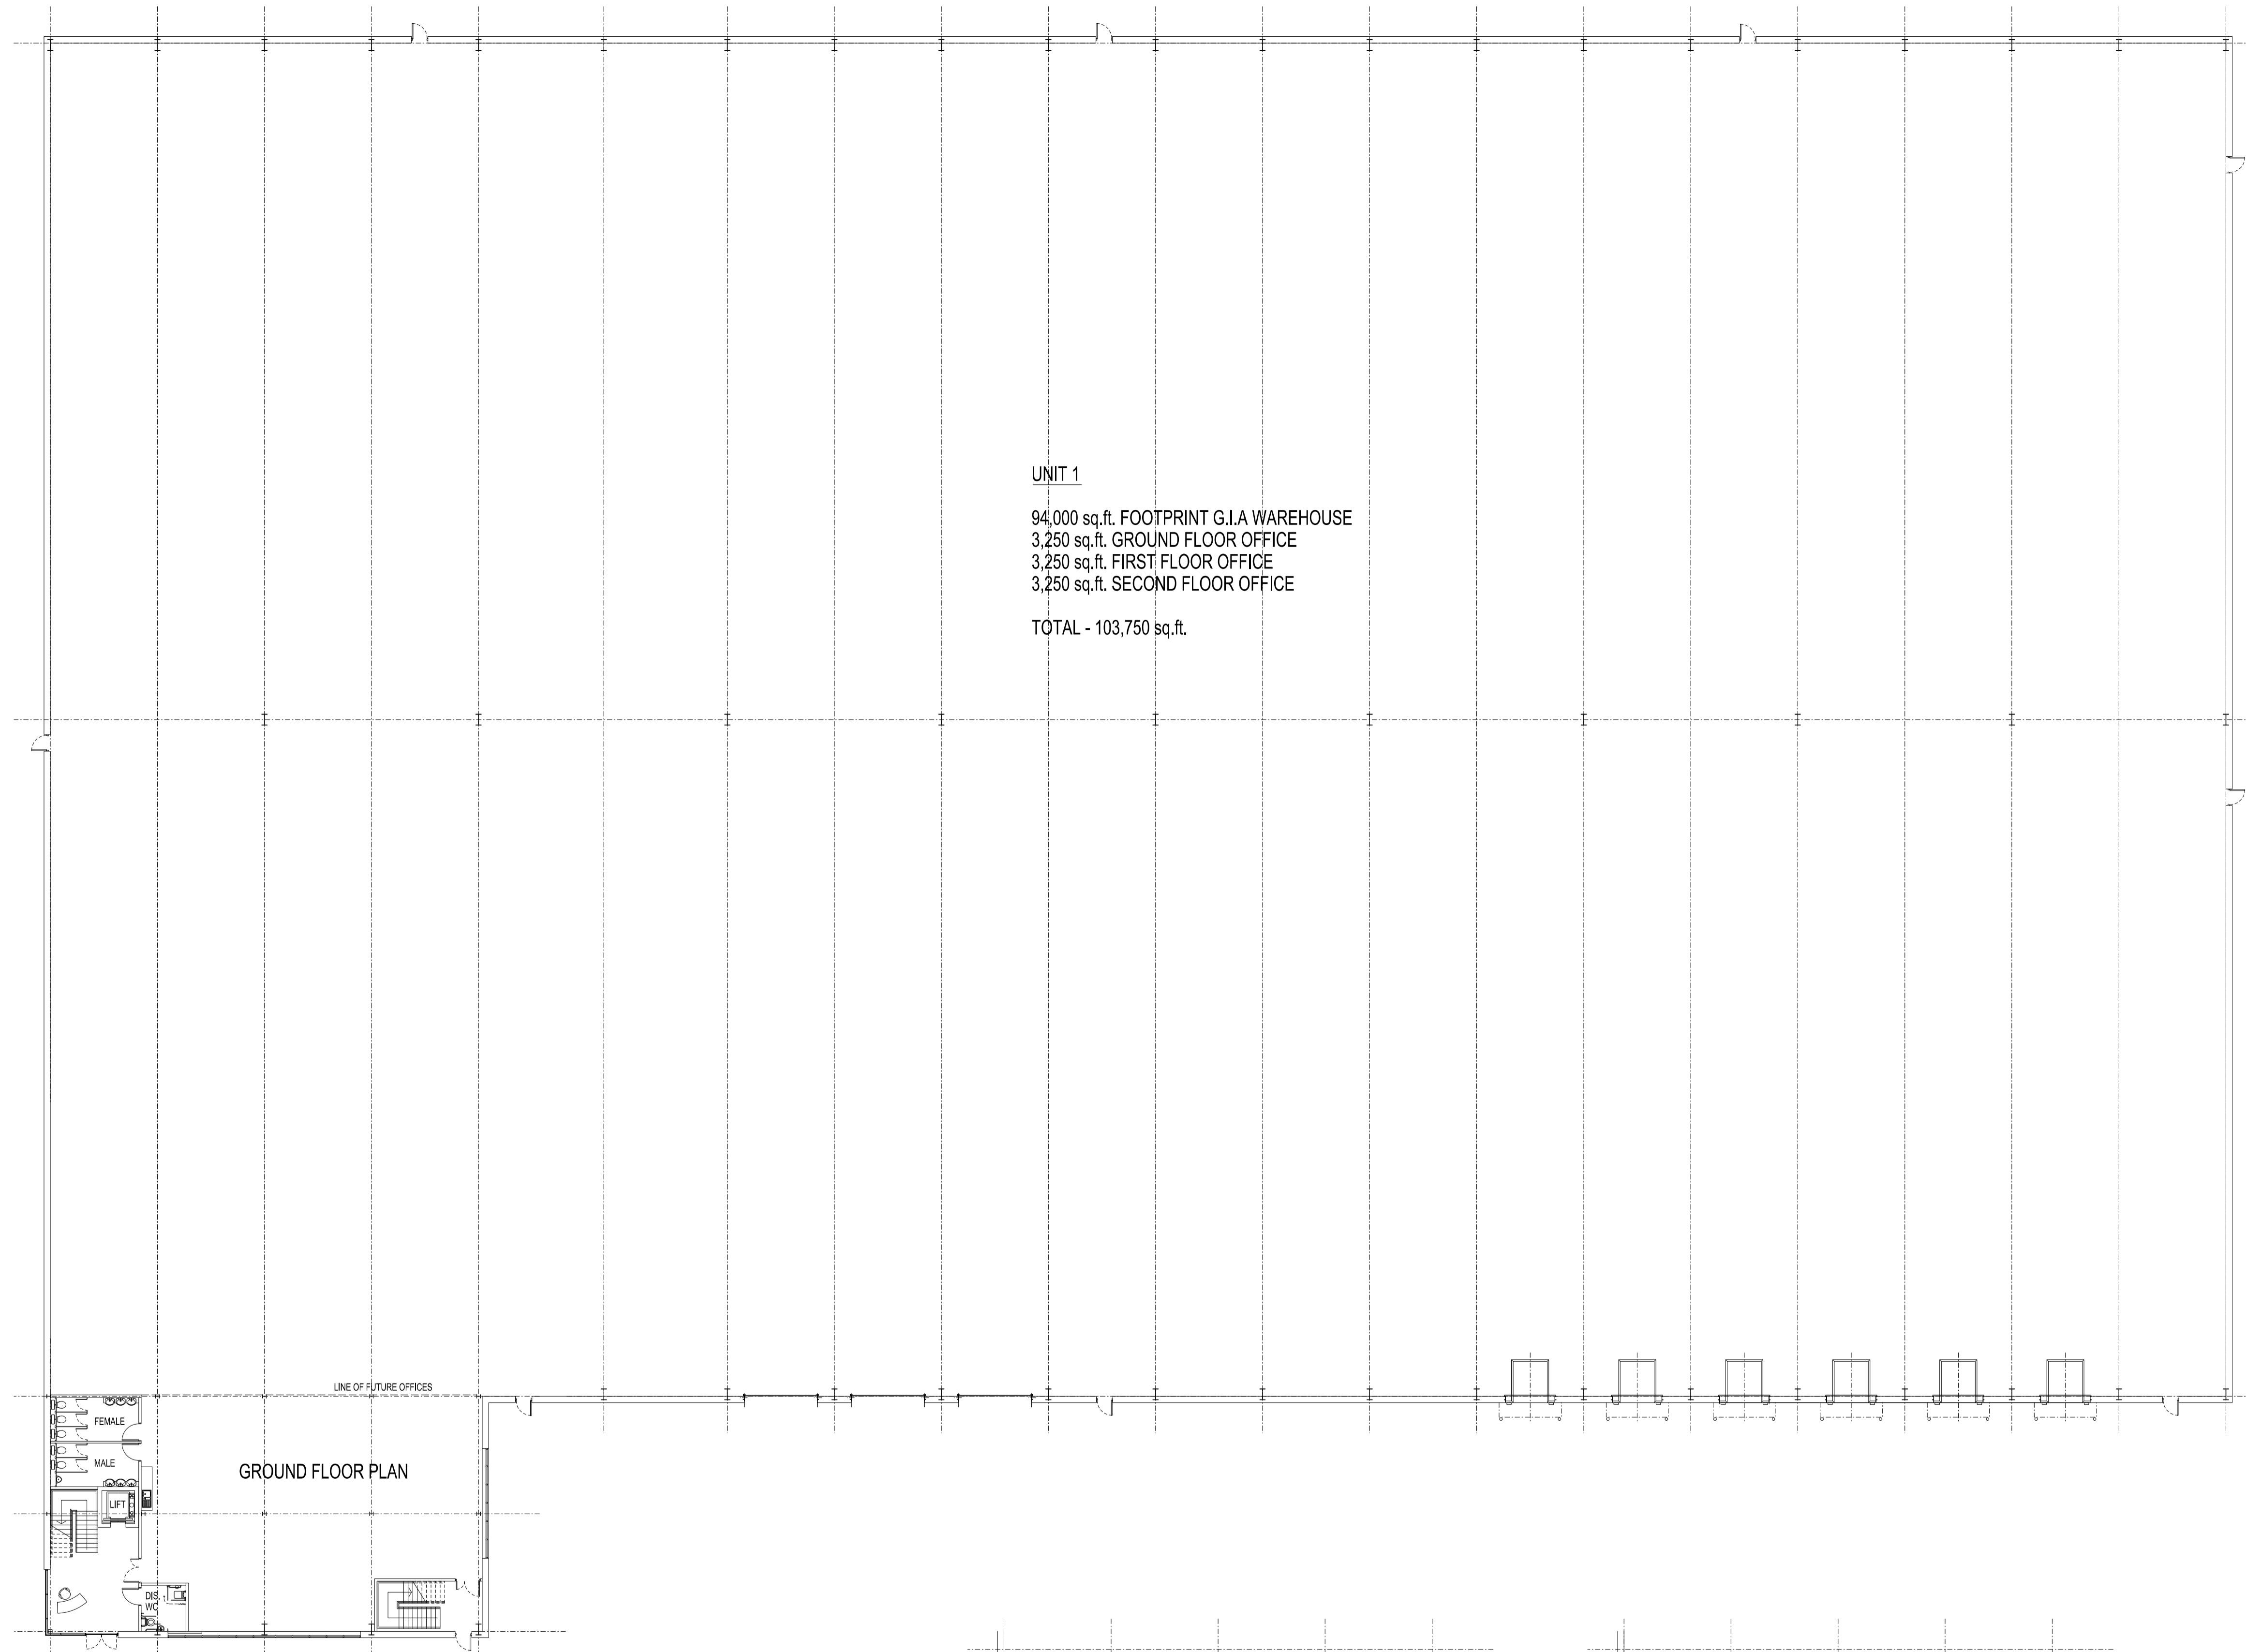 UNIT 1
94,000 sq.ft. FOOTPRINT G.I.A WAREHOUSE
3,250 sq.ft. GROUND FLOOR OFFICE
3,250 sq.ft. FIRST FLOOR OFFICE
3,250 sq.ft. SECOND FLOOR OFFICE
TOTAL - 103,750 sq.ft.
LINE OF FUTURE OFFICES
FEMALE
MALE
GROUND FLOOR PLAN
LIFT
DIS.
WC